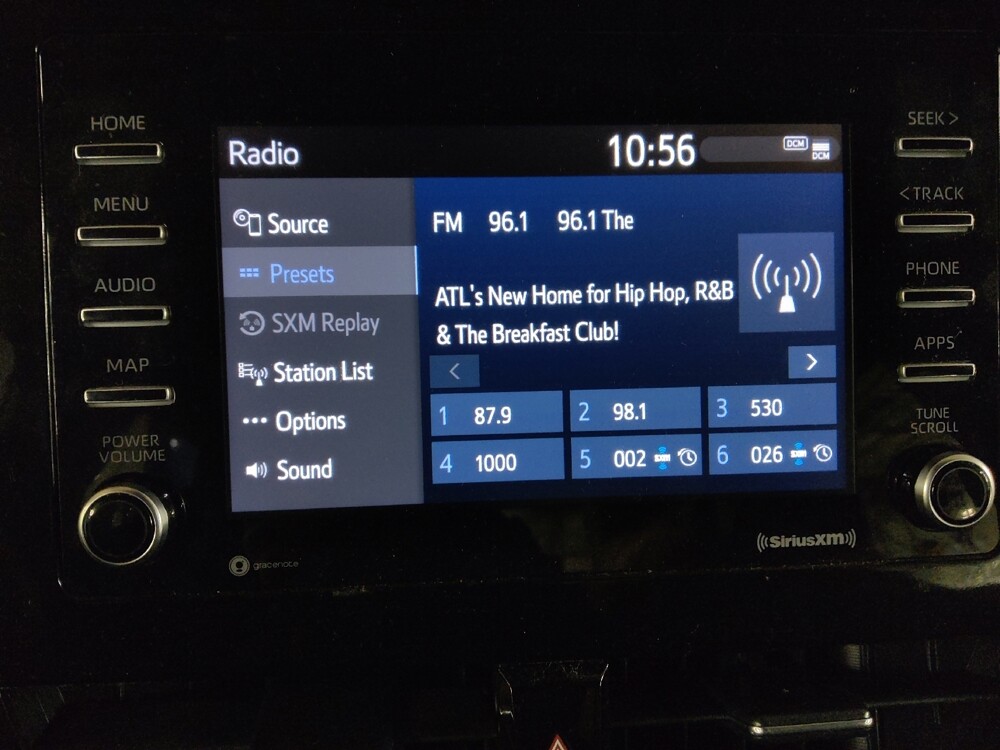 HOME
MENU
AUDIO
MAP
POWER
VOLUME
Radio
10:56
DCM
DCM
Source
Presets
SXM Replay
Station List
Options
Sound
FM 96.1 96.1 The
ATL's New Home for Hip Hop, R&B
& The Breakfast Club!
<
>
1 87.9
2 98.1
3 530
4 1000
5 002 SXM
6 026 SXM
SEEK >
< TRACK
PHONE
APPS
TUNE
SCROLL
gracenote
((SiriusXM))